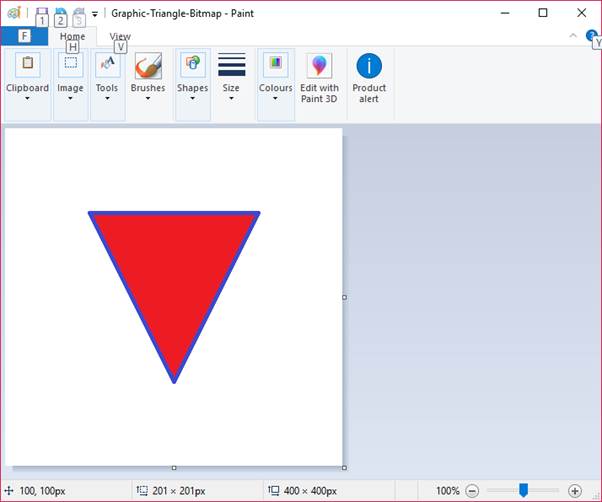 Graphic-Triangle-Bitmap - Paint
1 2 3
F Home View
H V Y
Clipboard Image Tools Brushes Shapes Size Colours Edit with Paint 3D Product alert
100, 100px 201 × 201px 400 × 400px 100%